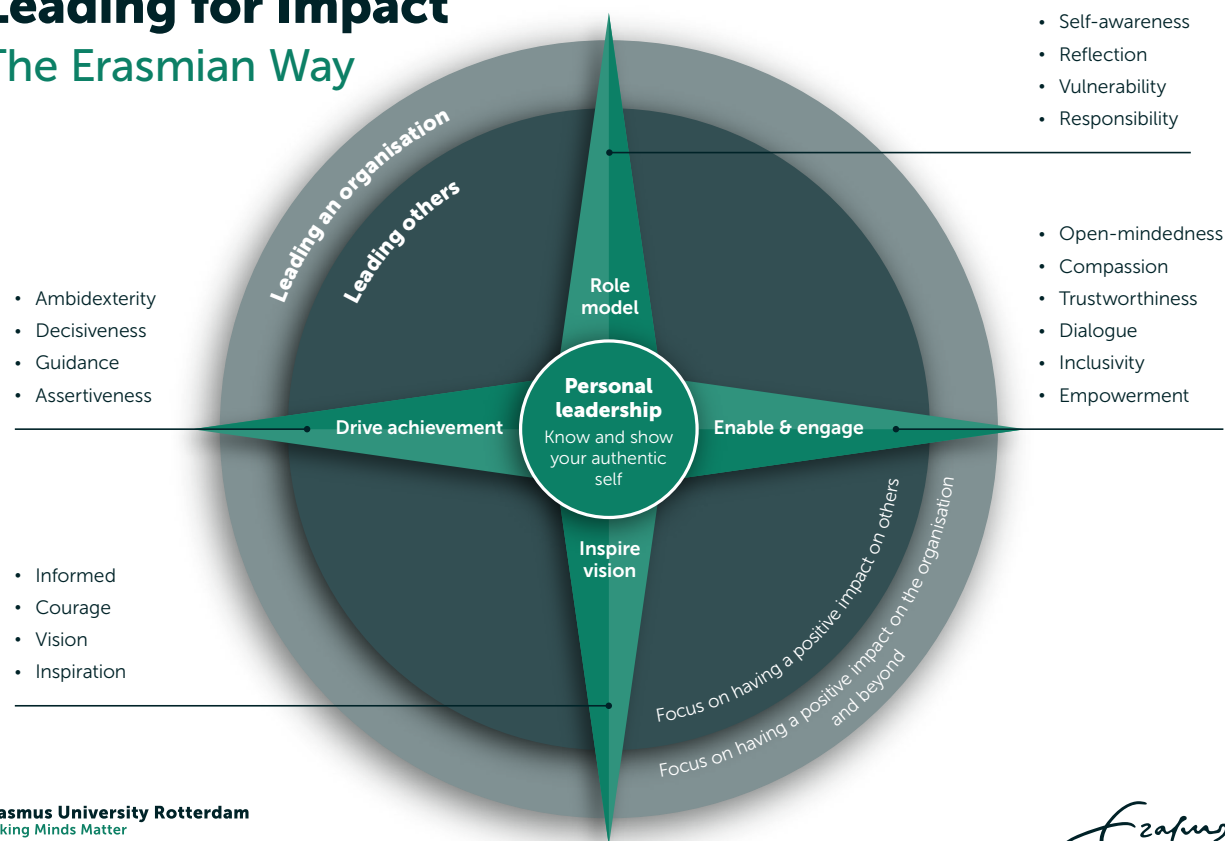 Leading for Impact
The Erasmian Way
• Self-awareness
• Reflection
• Vulnerability
• Responsibility
Leading an organisation
Leading others
• Open-mindedness
• Compassion
• Trustworthiness
• Dialogue
• Inclusivity
• Empowerment
• Ambidexterity
• Decisiveness
• Guidance
• Assertiveness
Role
model
Personal
leadership
Know and show
your authentic
self
Drive achievement
Enable & engage
Inspire
vision
• Informed
• Courage
• Vision
• Inspiration
Focus on having a positive impact on others
Focus on having a positive impact on the organisation
and beyond
asmus University Rotterdam
king Minds Matter
Erasmus